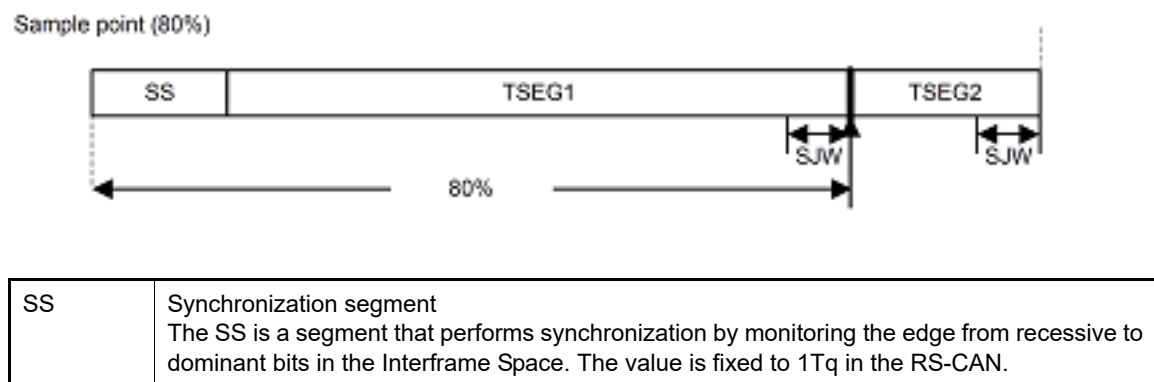 Sample point (80%)
SS TSEG1 TSEG2
SJW SJW
80%
SS Synchronization segment
The SS is a segment that performs synchronization by monitoring the edge from recessive to
dominant bits in the Interframe Space. The value is fixed to 1Tq in the RS-CAN.